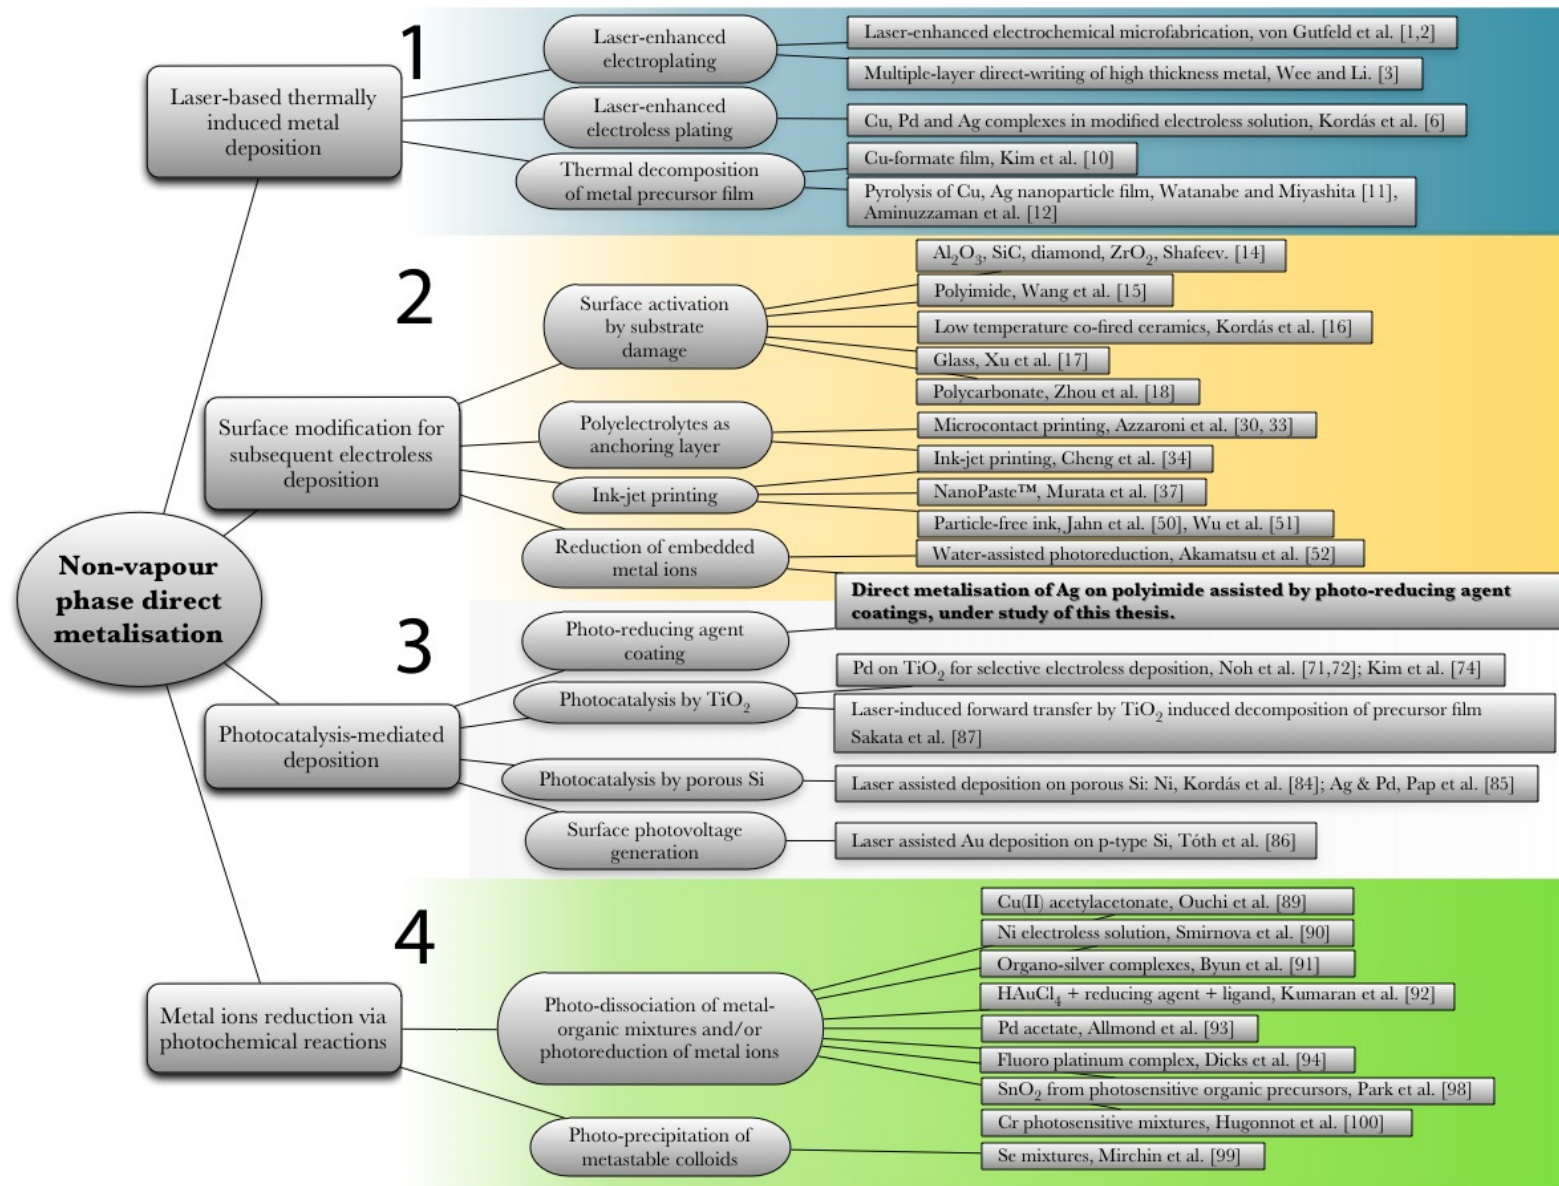 1
Laser-based thermally
induced metal
deposition
Laser-enhanced
electroplating
Laser-enhanced electrochemical microfabrication, von Gutfeld et al. [1,2]
Multiple-layer direct-writing of high thickness metal, Wee and Li. [3]
Laser-enhanced
electroless plating
Cu, Pd and Ag complexes in modified electroless solution, Kordás et al. [6]
Thermal decomposition
of metal precursor film
Cu-formate film, Kim et al. [10]
Pyrolysis of Cu, Ag nanoparticle film, Watanabe and Miyashita [11],
Aminuzzaman et al. [12]
2
Surface modification for
subsequent electroless
deposition
Surface activation
by substrate
damage
Al₂O₃, SiC, diamond, ZrO₂, Shafeev. [14]
Polyimide, Wang et al. [15]
Low temperature co-fired ceramics, Kordás et al. [16]
Glass, Xu et al. [17]
Polycarbonate, Zhou et al. [18]
Polyelectrolytes as
anchoring layer
Microcontact printing, Azzaroni et al. [30, 33]
Ink-jet printing, Cheng et al. [34]
Ink-jet printing
NanoPaste™, Murata et al. [37]
Particle-free ink, Jahn et al. [50], Wu et al. [51]
Reduction of embedded
metal ions
Water-assisted photoreduction, Akamatsu et al. [52]
Direct metalisation of Ag on polyimide assisted by photo-reducing agent
coatings, under study of this thesis.
Non-vapour
phase direct
metalisation
3
Photocatalysis-mediated
deposition
Photo-reducing agent
coating
Photocatalysis by TiO₂
Pd on TiO₂ for selective electroless deposition, Noh et al. [71,72]; Kim et al. [74]
Laser-induced forward transfer by TiO₂ induced decomposition of precursor film
Sakata et al. [87]
Photocatalysis by porous Si
Laser assisted deposition on porous Si: Ni, Kordás et al. [84]; Ag & Pd, Pap et al. [85]
Surface photovoltage
generation
Laser assisted Au deposition on p-type Si, Tóth et al. [86]
4
Metal ions reduction via
photochemical reactions
Photo-dissociation of metal-
organic mixtures and/or
photoreduction of metal ions
Cu(II) acetylacetonate, Ouchi et al. [89]
Ni electroless solution, Smirnova et al. [90]
Organo-silver complexes, Byun et al. [91]
HAuCl₄ + reducing agent + ligand, Kumaran et al. [92]
Pd acetate, Allmond et al. [93]
Fluoro platinum complex, Dicks et al. [94]
SnO₂ from photosensitive organic precursors, Park et al. [98]
Cr photosensitive mixtures, Hugonnot et al. [100]
Photo-precipitation of
metastable colloids
Se mixtures, Mirchin et al. [99]